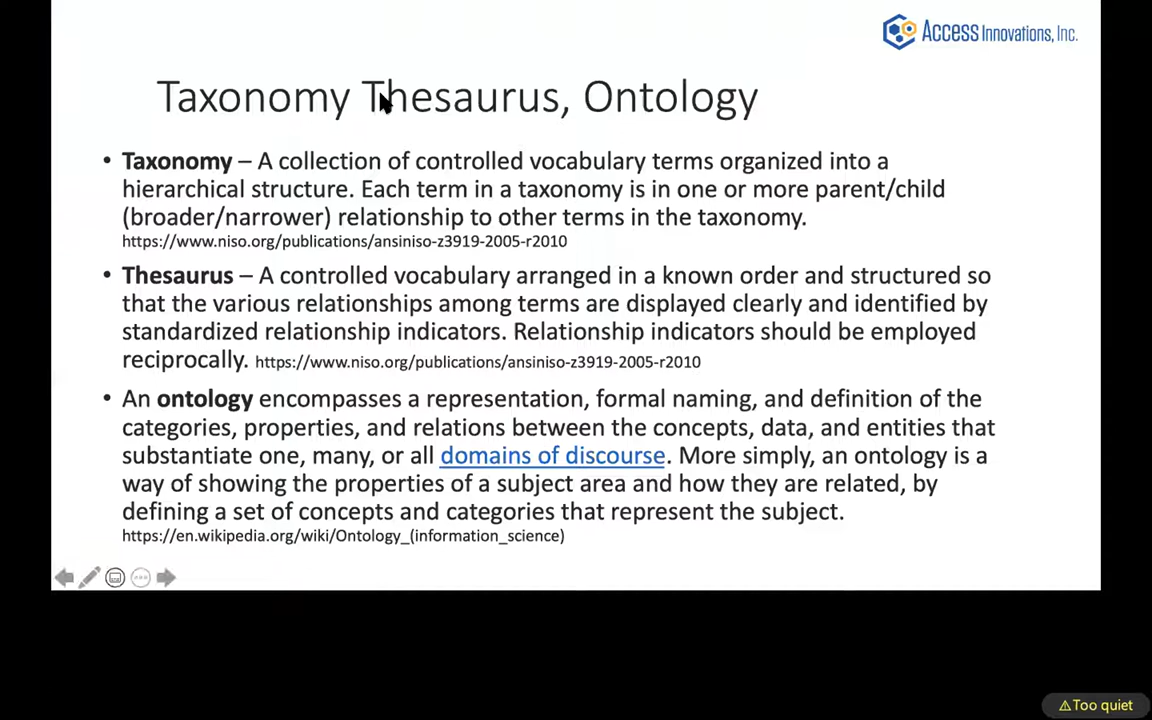 Access Innovations, Inc.
Taxonomy Thesaurus, Ontology
• Taxonomy – A collection of controlled vocabulary terms organized into a
hierarchical structure. Each term in a taxonomy is in one or more parent/child
(broader/narrower) relationship to other terms in the taxonomy.
https://www.niso.org/publications/ansiniso-z3919-2005-r2010
• Thesaurus – A controlled vocabulary arranged in a known order and structured so
that the various relationships among terms are displayed clearly and identified by
standardized relationship indicators. Relationship indicators should be employed
reciprocally. https://www.niso.org/publications/ansiniso-z3919-2005-r2010
• An ontology encompasses a representation, formal naming, and definition of the
categories, properties, and relations between the concepts, data, and entities that
substantiate one, many, or all domains of discourse. More simply, an ontology is a
way of showing the properties of a subject area and how they are related, by
defining a set of concepts and categories that represent the subject.
https://en.wikipedia.org/wiki/Ontology_(information_science)
⚠Too quiet